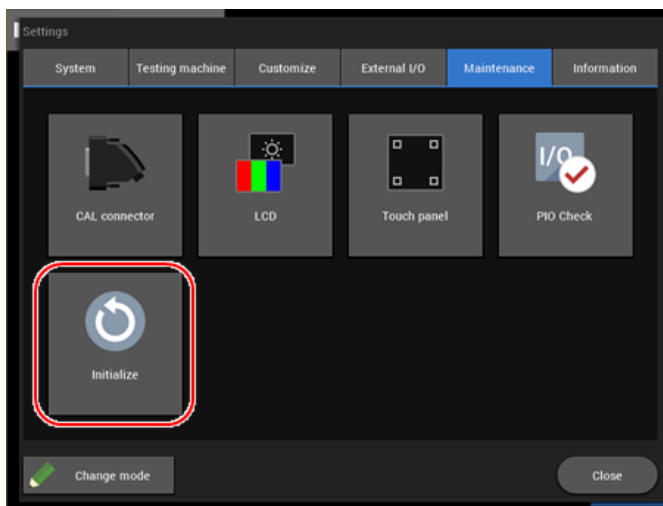 Settings
System Testing machine Customize External I/O Maintenance Information
CAL connector LCD Touch panel I/O PIO Check
Initialize
Change mode Close